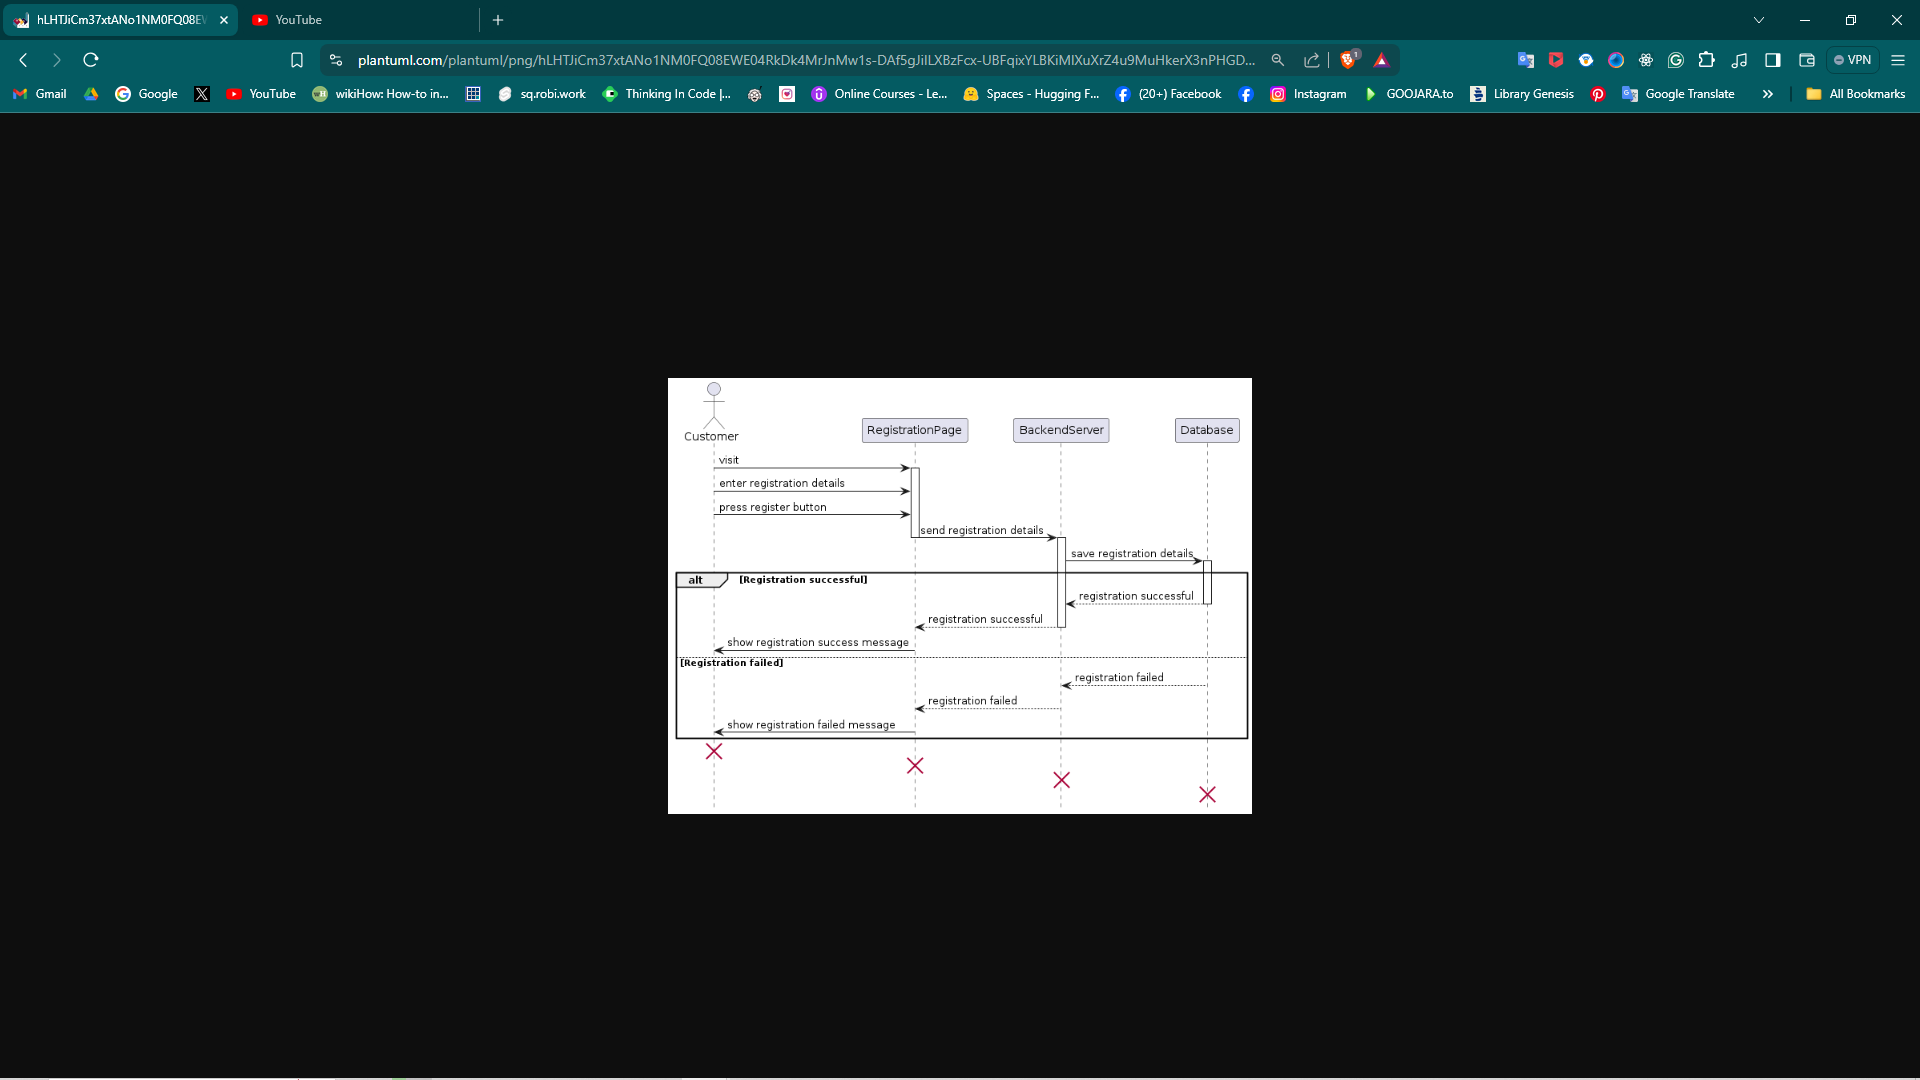 hLHTJiCm37xtANo1NM0FQ08EV
YouTube
plantuml.com/plantuml/png/hLHTJiCm37xtANo1NM0FQ08EWE04RkDk4MrJnMw1s-DAf5gJiILXBzFcx-UBFqixYLBKiMIXuXrZ4u9MuHkerX3nPHGD...
1
VPN
Gmail
Google
YouTube
wikiHow: How-to in...
sq.robi.work
Thinking In Code |...
Online Courses - Le...
Spaces - Hugging F...
(20+) Facebook
Instagram
GOOJARA.to
Library Genesis
Google Translate
All Bookmarks
Customer
RegistrationPage
BackendServer
Database
visit
enter registration details
press register button
send registration details
save registration details
alt
[Registration successful]
registration successful
registration successful
show registration success message
[Registration failed]
registration failed
registration failed
show registration failed message